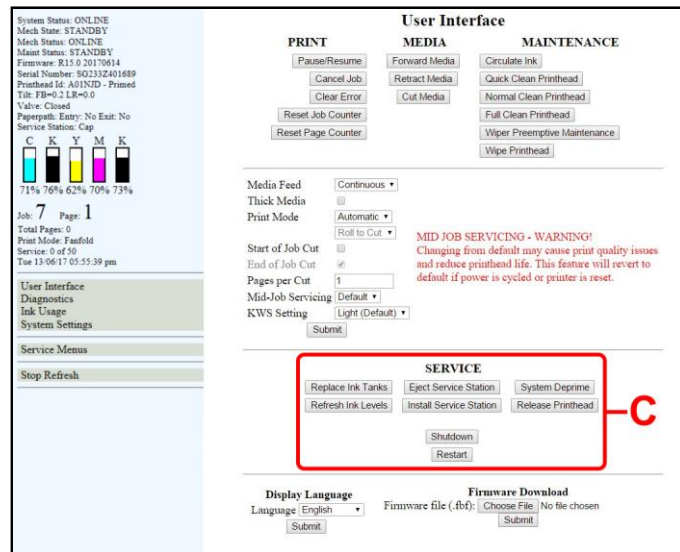 System Status: ONLINE
Mech State: STANDBY
Mech Status: ONLINE
Maint Status: STANDBY
Firmware: R15.0 20170614
Serial Number: SG233Z401689
Printhead Id: A01NJD - Primed
Tilt: FB=0.2 LR=0.0
Valve: Closed
Paperpath: Entry: No Exit: No
Service Station: Cap
C K Y M K
71% 76% 62% 70% 73%
Job: 7 Page: 1
Total Pages: 0
Print Mode: Fanfold
Service: 0 of 50
Tue 13/06/17 05:55:39 pm
User Interface
Diagnostics
Ink Usage
System Settings
Service Menus
Stop Refresh
User Interface
PRINT MEDIA MAINTENANCE
Pause/Resume Forward Media Circulate Ink
Cancel Job Retract Media Quick Clean Printhead
Clear Error Cut Media Normal Clean Printhead
Reset Job Counter Full Clean Printhead
Reset Page Counter Wiper Preemptive Maintenance
Wipe Printhead
Media Feed Continuous
Thick Media
Print Mode Automatic
Roll to Cut
Start of Job Cut
End of Job Cut
Pages per Cut 1
Mid-Job Servicing Default
KWS Setting Light (Default)
Submit
MID JOB SERVICING - WARNING!
Changing from default may cause print quality issues
and reduce printhead life. This feature will revert to
default if power is cycled or printer is reset.
SERVICE
Replace Ink Tanks Eject Service Station System Deprime
Refresh Ink Levels Install Service Station Release Printhead
Shutdown
Restart
C
Display Language
Language English
Submit
Firmware Download
Firmware file (.fbf): Choose File No file chosen
Submit